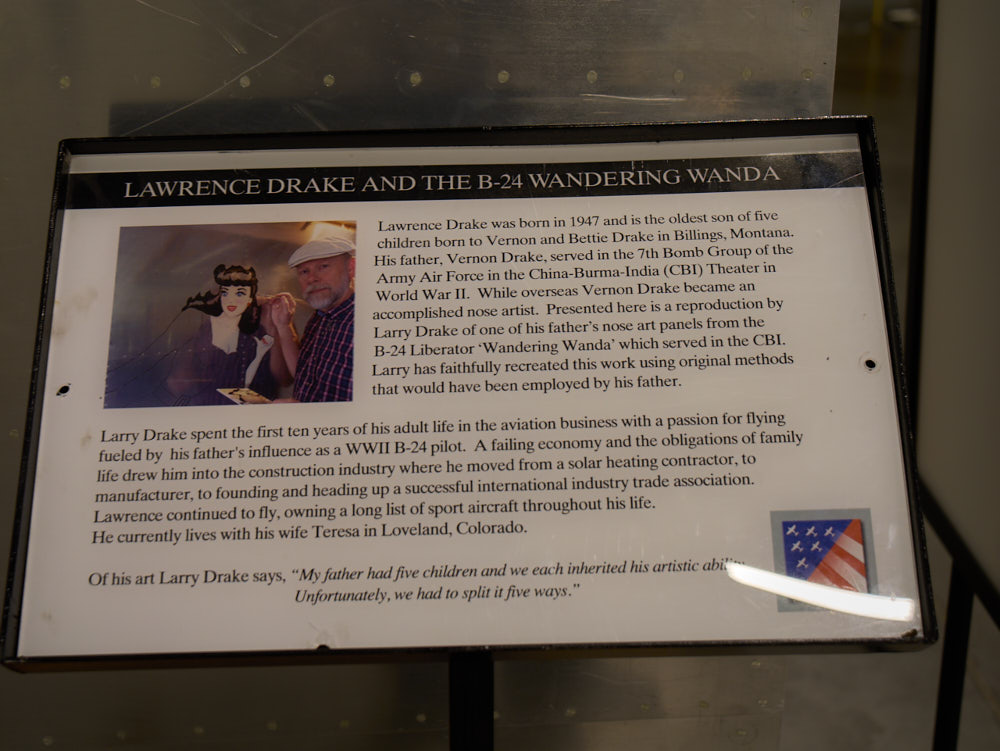 LAWRENCE DRAKE AND THE B-24 WANDERING WANDA
Lawrence Drake was born in 1947 and is the oldest son of five
children born to Vernon and Bettie Drake in Billings, Montana.
His father, Vernon Drake, served in the 7th Bomb Group of the
Army Air Force in the China-Burma-India (CBI) Theater in
World War II. While overseas Vernon Drake became an
accomplished nose artist. Presented here is a reproduction by
Larry Drake of one of his father's nose art panels from the
B-24 Liberator 'Wandering Wanda' which served in the CBI.
Larry has faithfully recreated this work using original methods
that would have been employed by his father.
Larry Drake spent the first ten years of his adult life in the aviation business with a passion for flying
fueled by his father's influence as a WWII B-24 pilot. A failing economy and the obligations of family
life drew him into the construction industry where he moved from a solar heating contractor, to
manufacturer, to founding and heading up a successful international industry trade association.
Lawrence continued to fly, owning a long list of sport aircraft throughout his life.
He currently lives with his wife Teresa in Loveland, Colorado.
Of his art Larry Drake says, “My father had five children and we each inherited his artistic
Unfortunately, we had to split it five ways.”